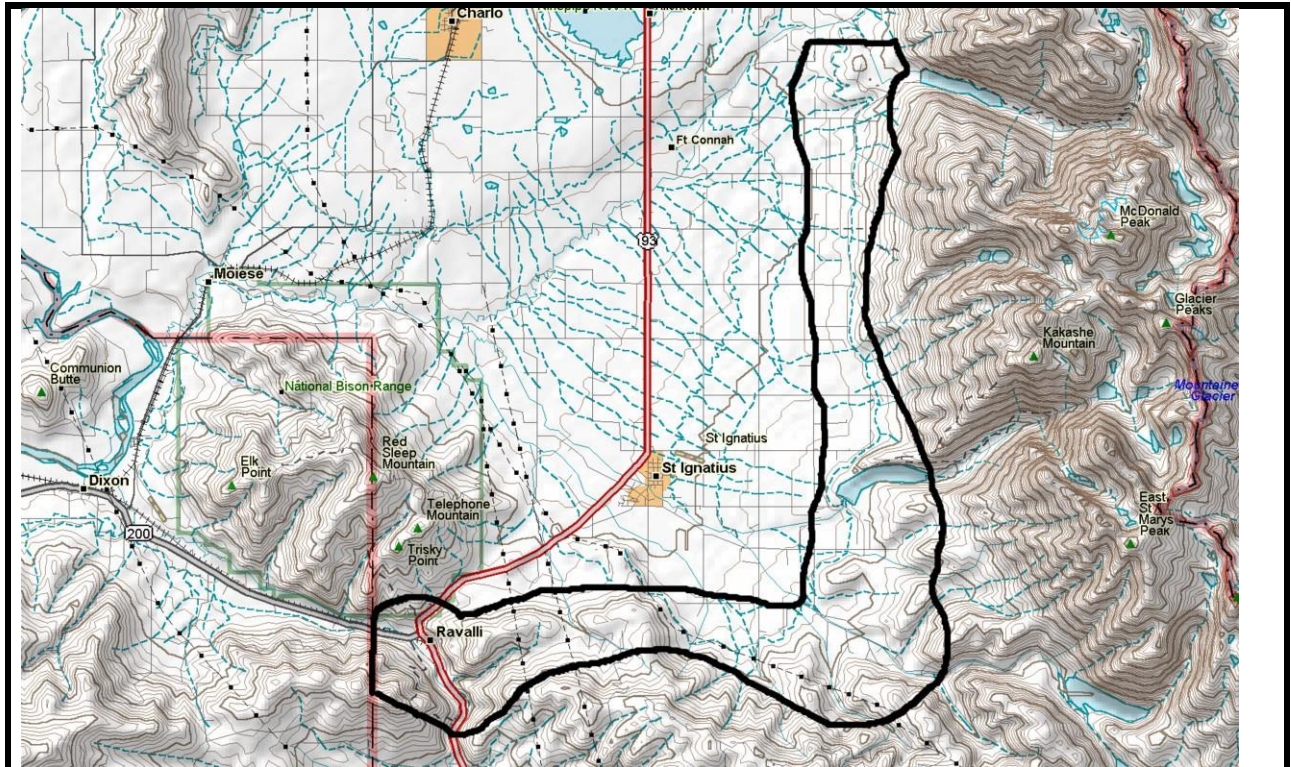 Charlo
Ft Connah
93
McDonald
Peak
Moiese
Glacier
Peaks
Kakashe
Mountain
Communion
Butte
National Bison Range
Mountaine
Glacier
Red
Sleep
Mountain
St Ignatius
Elk
Point
St Ignatius
Dixon
East
St
Marys
Peak
Telephone
Mountain
200
Trisky
Point
Ravalli